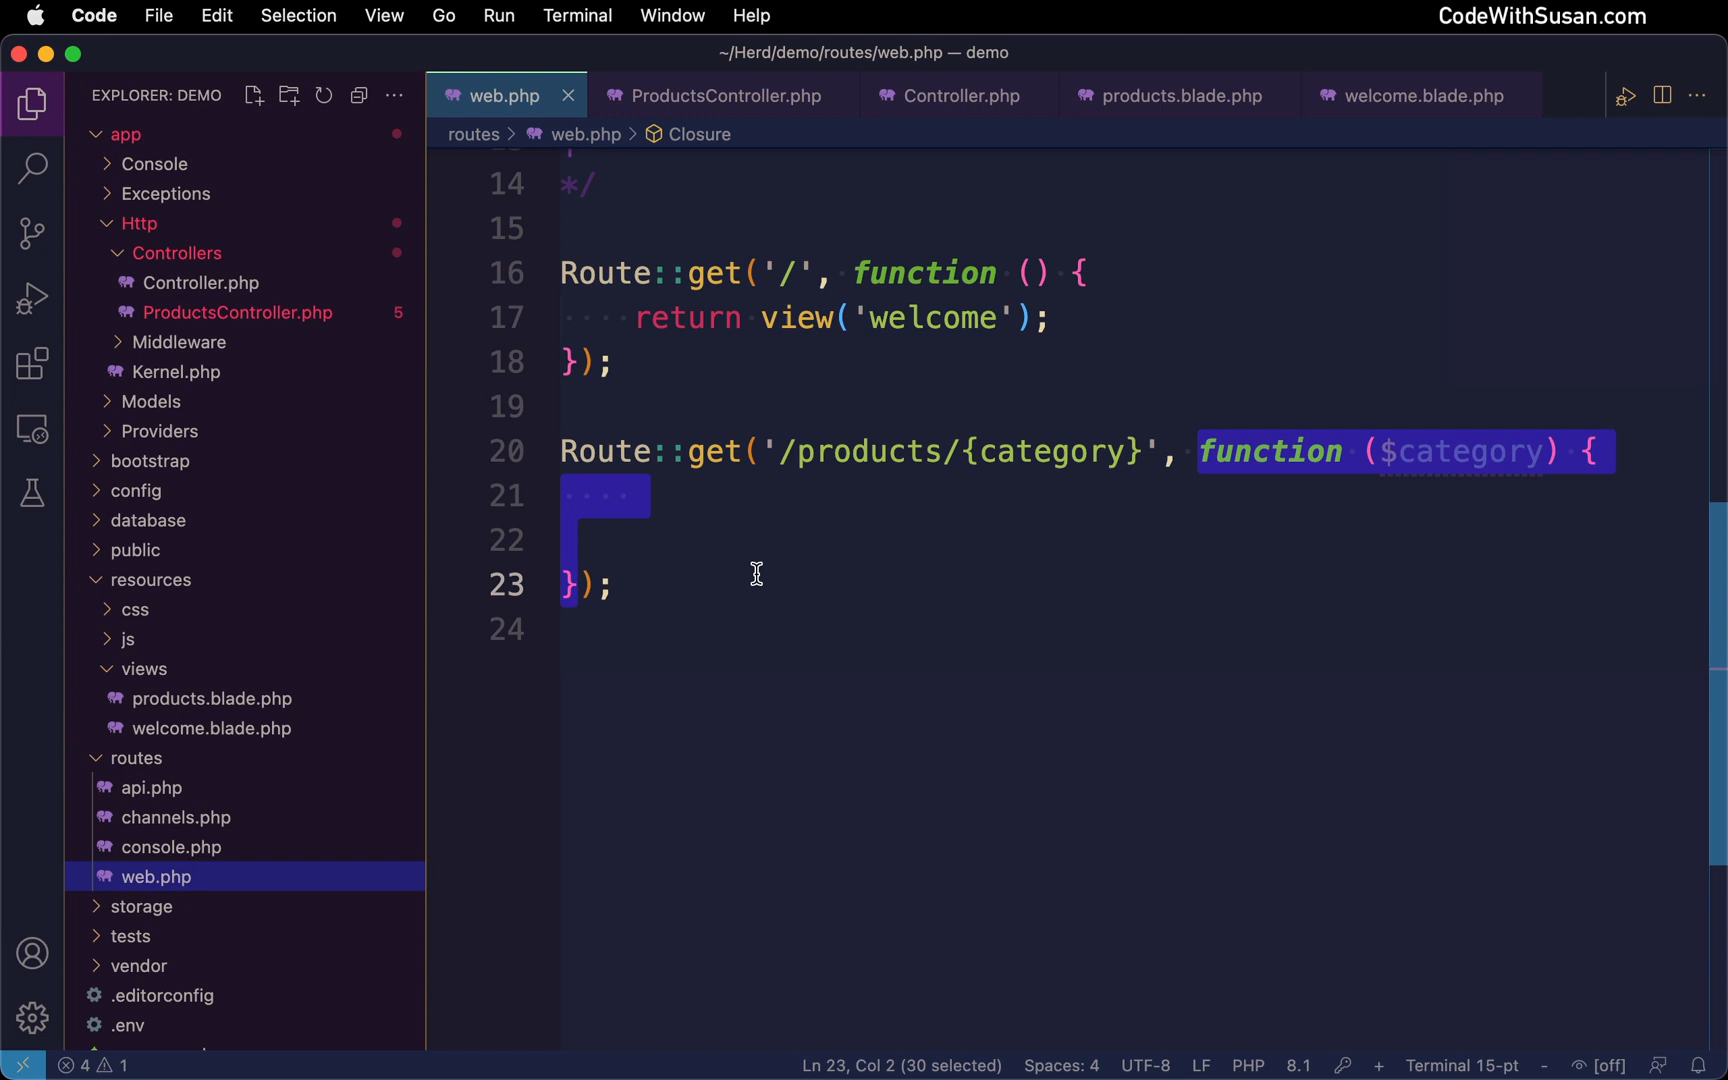 Code File Edit Selection View Go Run Terminal Window Help CodeWithSusan.com
~/Herd/demo/routes/web.php — demo
EXPLORER: DEMO
app
Console
Exceptions
Http
Controllers
Controller.php
ProductsController.php 5
Middleware
Kernel.php
Models
Providers
bootstrap
config
database
public
resources
css
js
views
products.blade.php
welcome.blade.php
routes
api.php
channels.php
console.php
web.php
storage
tests
vendor
.editorconfig
.env
web.php ProductsController.php Controller.php products.blade.php welcome.blade.php
routes > web.php > Closure
14 */
15
16 Route::get('/', function () {
17 return view('welcome');
18 });
19
20 Route::get('/products/{category}', function ($category) {
21
22
23 });
24
4 1 Ln 23, Col 2 (30 selected) Spaces: 4 UTF-8 LF PHP 8.1 + Terminal 15-pt - [off]